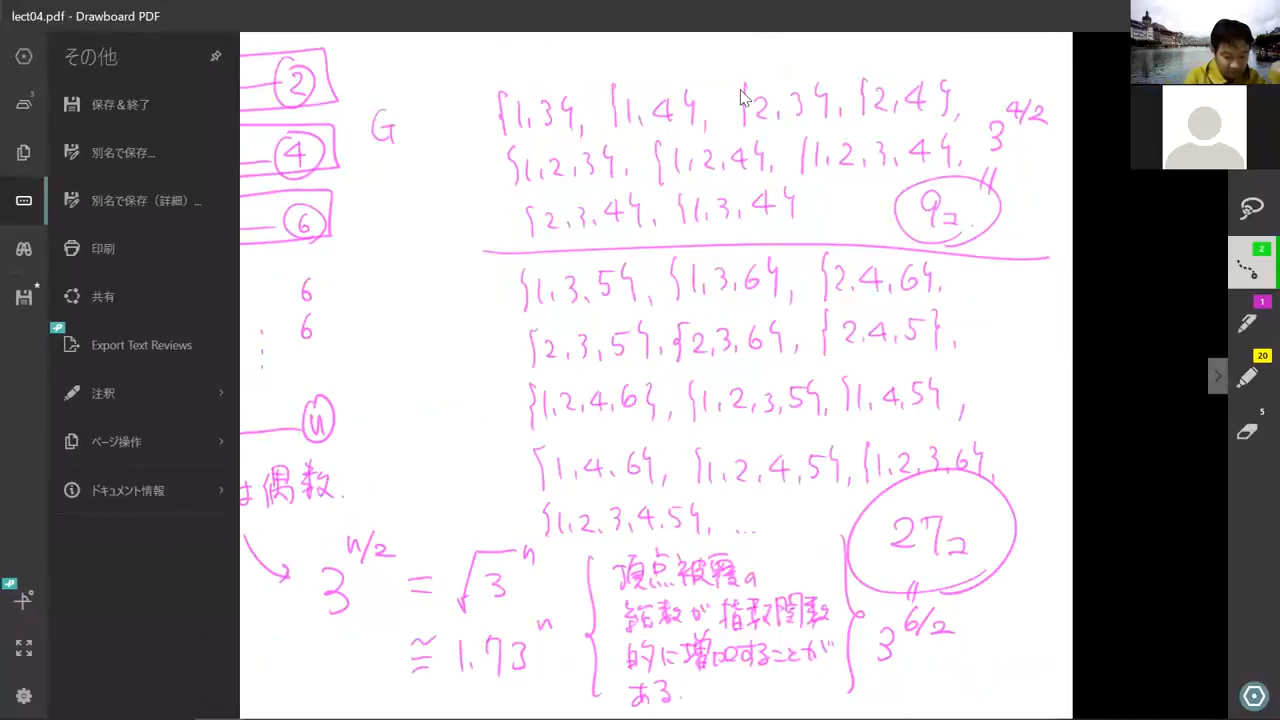 lect04.pdf - Drawboard PDF
その他
保存＆終了
別名で保存...
別名で保存（詳細）...
印刷
共有
Export Text Reviews
注釈
ページ操作
ドキュメント情報
2
4
6
6
6
⋮
n
は偶数.
G
{1,3}, {1,4}, {2,3}, {2,4},
{1,2,3}, {1,2,4}, {1,2,3,4},
{2,3,4}, {1,3,4}
3^{4/2}
=
9コ.
{1,3,5}, {1,3,6}, {2,4,6},
{2,3,5}, {2,3,6}, {2,4,5},
{1,2,4,6}, {1,2,3,5}, {1,4,5},
{1,4,6}, {1,2,4,5}, {1,2,3,6},
{1,2,3,4,5}, ...
27コ
=
3^{6/2}
3^{n/2} = √3^n
≅ 1.73^n
頂点被覆の
総数が指数関数
的に増加することが
ある.
2
1
20
5